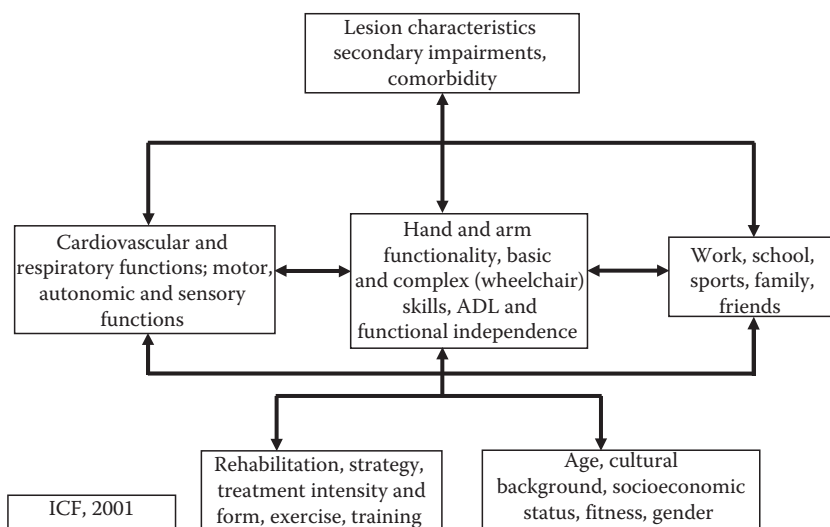 Lesion characteristics
secondary impairments,
comorbidity
Cardiovascular and
respiratory functions; motor,
autonomic and sensory
functions
Hand and arm
functionality, basic
and complex (wheelchair)
skills, ADL and
functional independence
Work, school,
sports, family,
friends
Rehabilitation, strategy,
treatment intensity and
form, exercise, training
Age, cultural
background, socioeconomic
status, fitness, gender
ICF, 2001